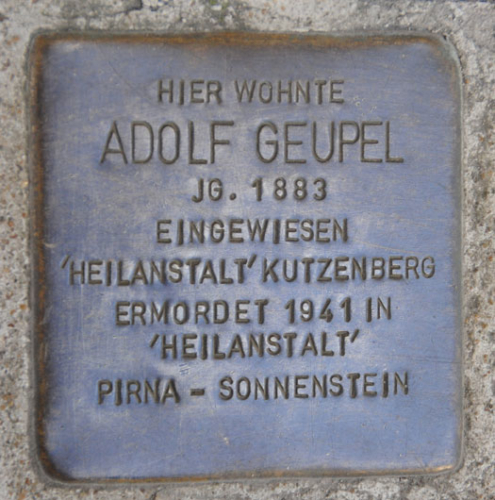 HIER WOHNTE
ADOLF GEUPEL
JG. 1883
EINGEWIESEN
'HEILANSTALT' KUTZENBERG
ERMORDET 1941 IN
'HEILANSTALT'
PIRNA - SONNENSTEIN